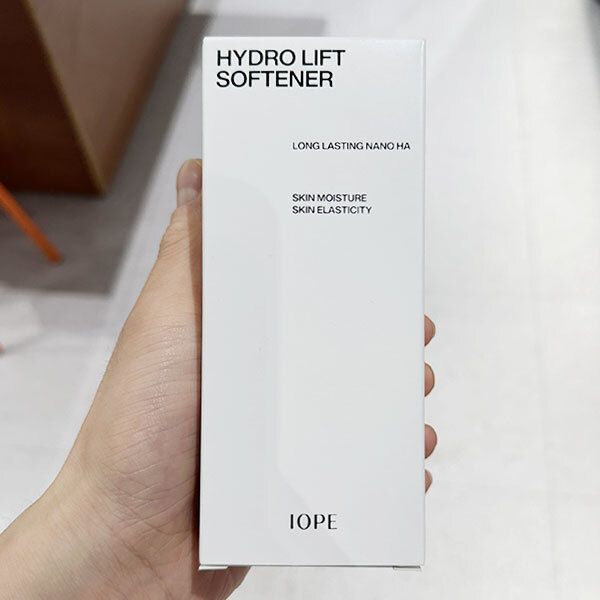 HYDRO LIFT
SOFTENER
LONG LASTING NANO HA
SKIN MOISTURE
SKIN ELASTICITY
IOPE